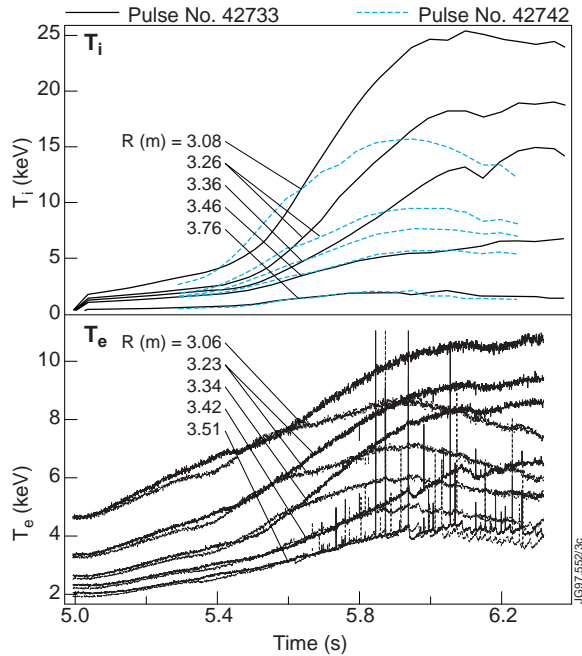 Pulse No. 42733 Pulse No. 42742
25
Ti
20
15
R (m) = 3.08
3.26
3.36
3.46
3.76
10
5
0
Ti (keV)
Te
R (m) = 3.06
3.23
3.34
3.42
3.51
10
8
6
4
2
Te (keV)
5.0 5.4 5.8 6.2
Time (s)
JG97.552/3c